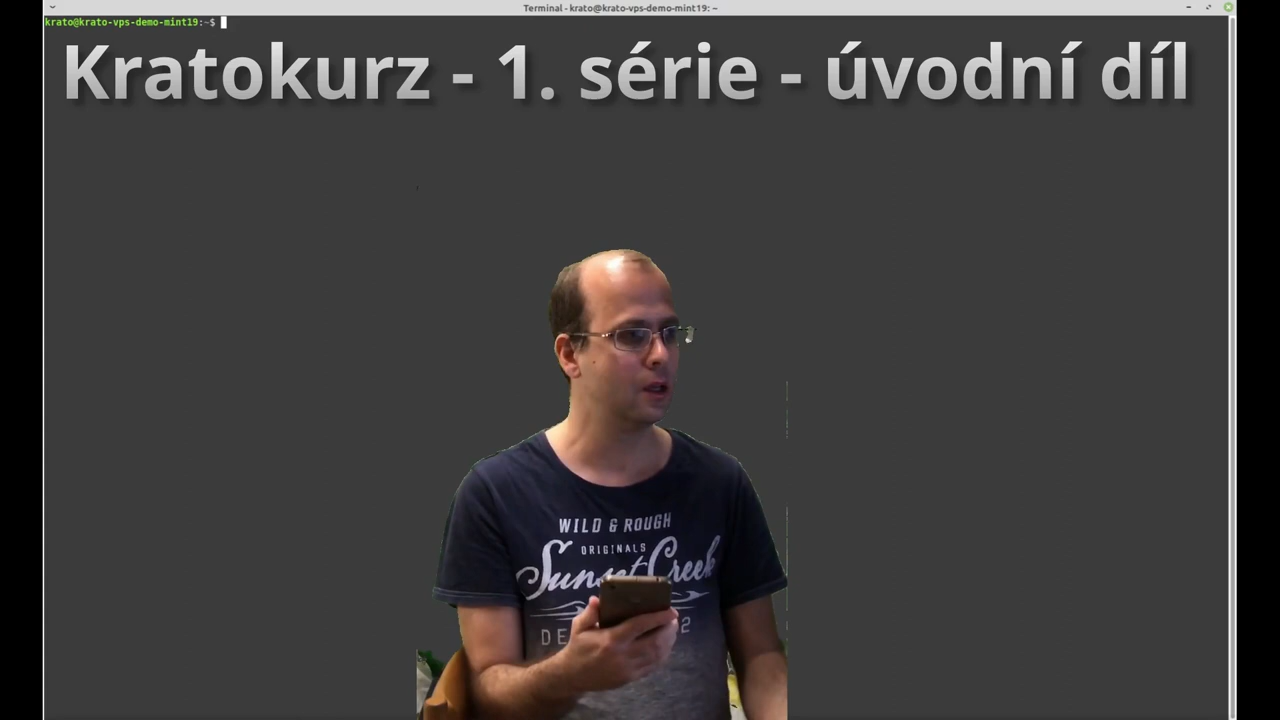 Terminal - krato@krato-vps-demo-mint19: ~
krato@krato-vps-demo-mint19:~$
Kratokurz - 1. série - úvodní díl
WILD & ROUGH
ORIGINALS
Sunset Creek